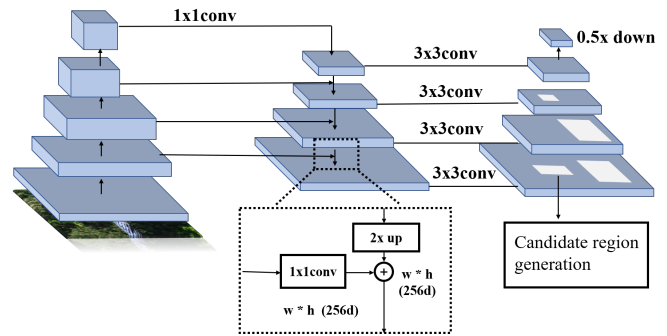 1x1conv
0.5x down
3x3conv
3x3conv
3x3conv
3x3conv
2x up
1x1conv
+
w * h
(256d)
w * h (256d)
Candidate region
generation